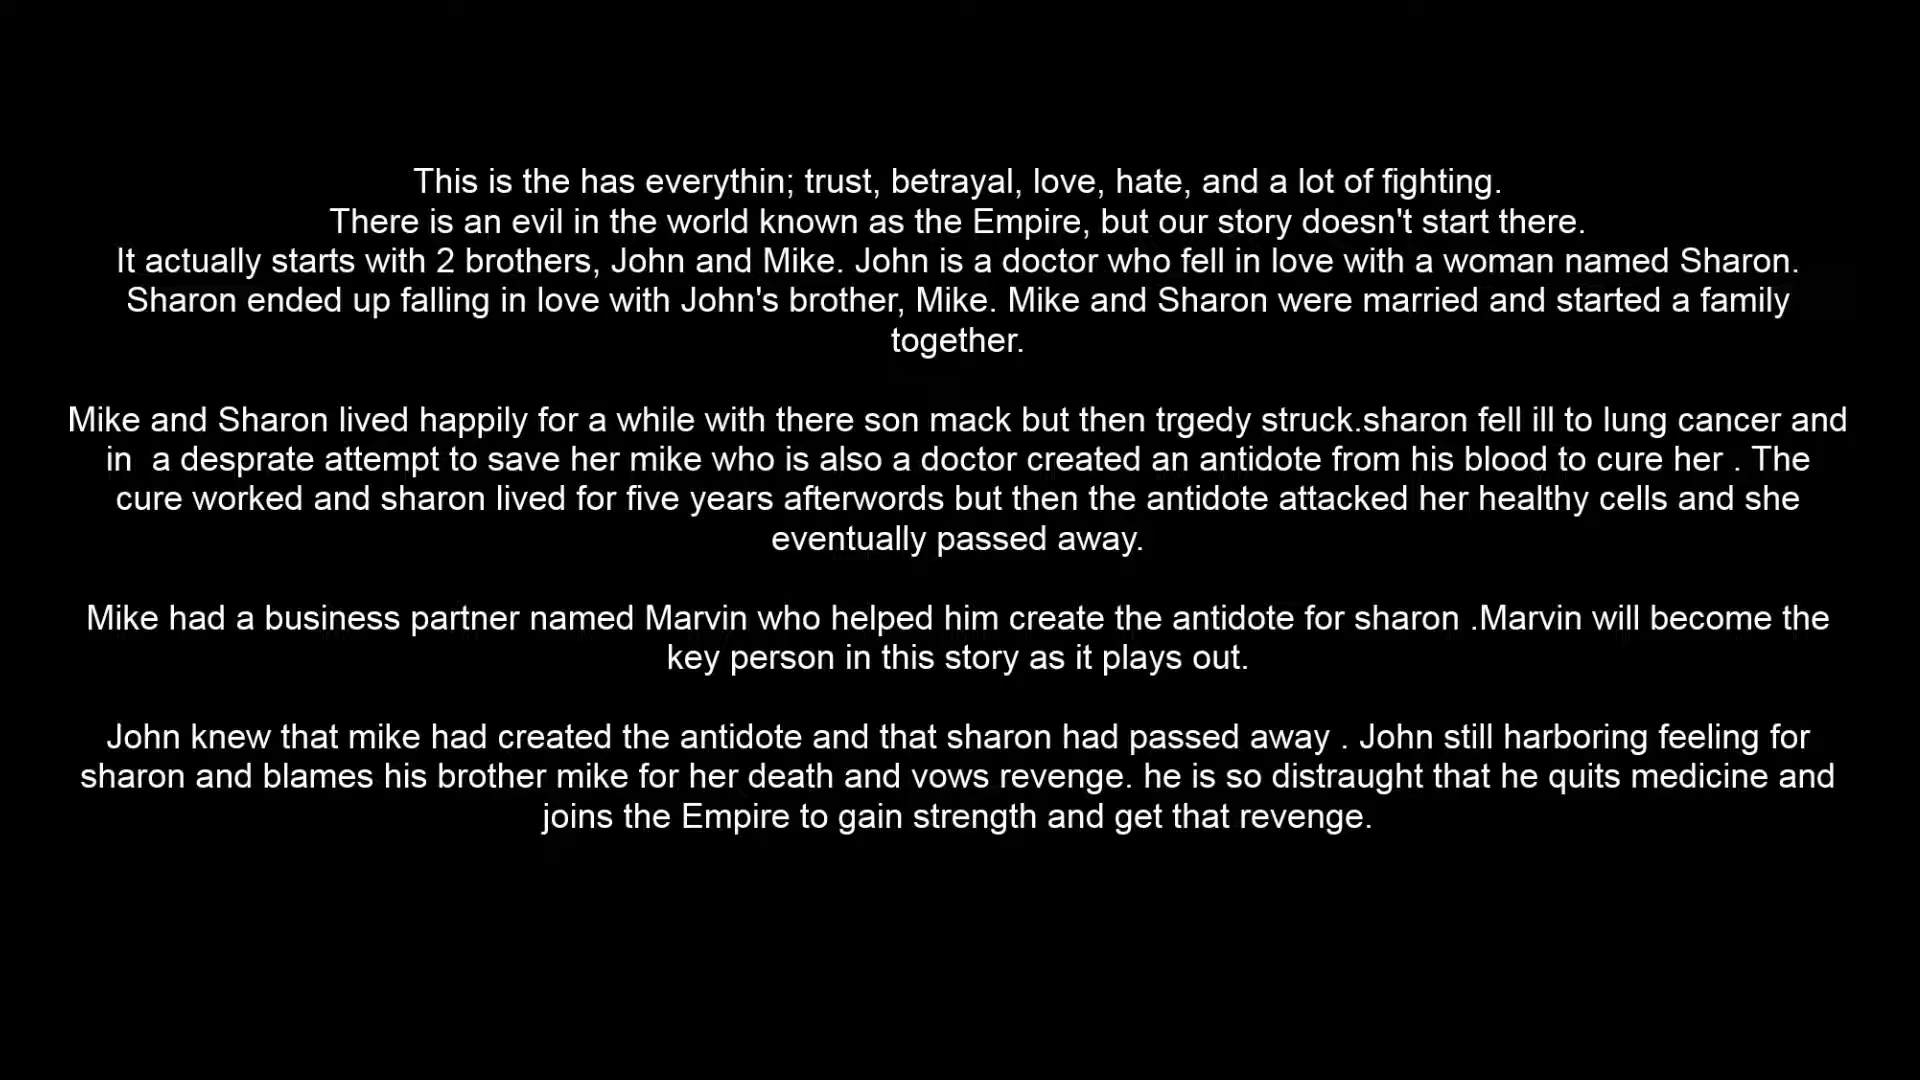 This is the has everythin; trust, betrayal, love, hate, and a lot of fighting.
There is an evil in the world known as the Empire, but our story doesn't start there.
It actually starts with 2 brothers, John and Mike. John is a doctor who fell in love with a woman named Sharon.
Sharon ended up falling in love with John's brother, Mike. Mike and Sharon were married and started a family
together.
Mike and Sharon lived happily for a while with there son mack but then trgedy struck.sharon fell ill to lung cancer and
in  a desprate attempt to save her mike who is also a doctor created an antidote from his blood to cure her . The
cure worked and sharon lived for five years afterwords but then the antidote attacked her healthy cells and she
eventually passed away.
Mike had a business partner named Marvin who helped him create the antidote for sharon .Marvin will become the
key person in this story as it plays out.
John knew that mike had created the antidote and that sharon had passed away . John still harboring feeling for
sharon and blames his brother mike for her death and vows revenge. he is so distraught that he quits medicine and
joins the Empire to gain strength and get that revenge.